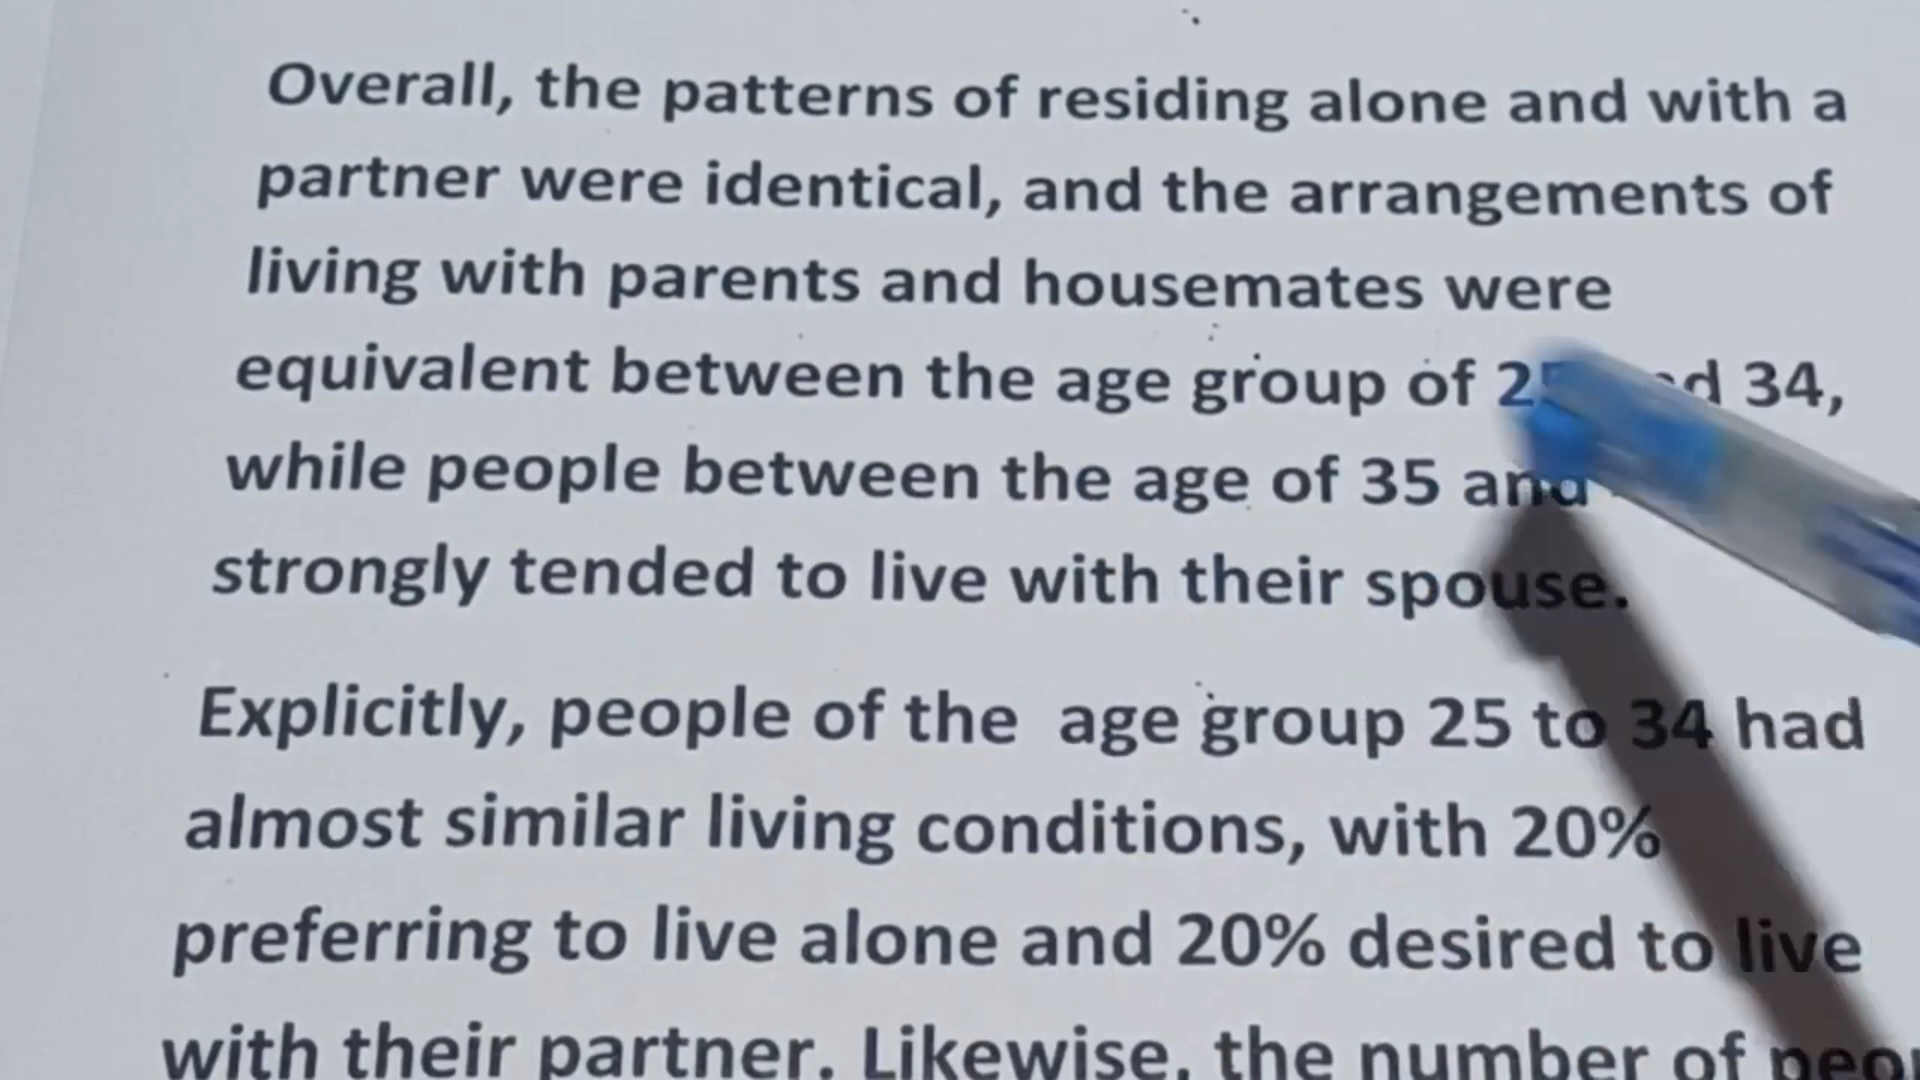 Overall, the patterns of residing alone and with a
partner were identical, and the arrangements of
living with parents and housemates were
equivalent between the age group of 34,
while people between the age of 35 and
strongly tended to live with their spouse.
Explicitly, people of the age group 25 to 34 had
almost similar living conditions, with 20%
preferring to live alone and 20% desired to live
with their partner. Likewise, the number of